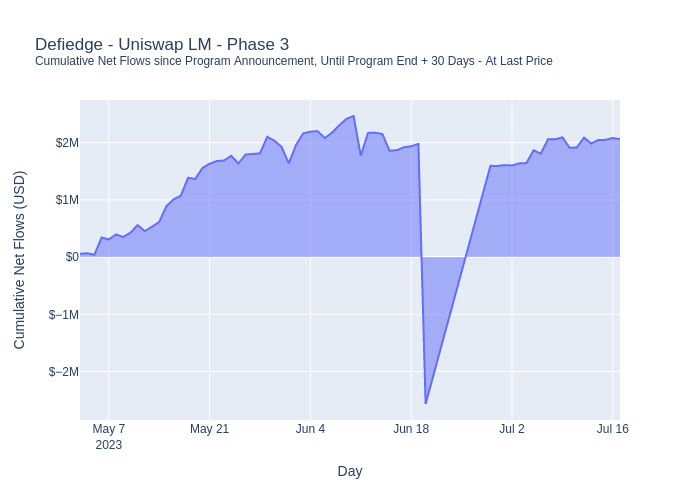 Defiedge - Uniswap LM - Phase 3
Cumulative Net Flows since Program Announcement, Until Program End + 30 Days - At Last Price
Cumulative Net Flows (USD)
$2M
$1M
$0
$−1M
$−2M
May 7
2023
May 21
Jun 4
Jun 18
Jul 2
Jul 16
Day